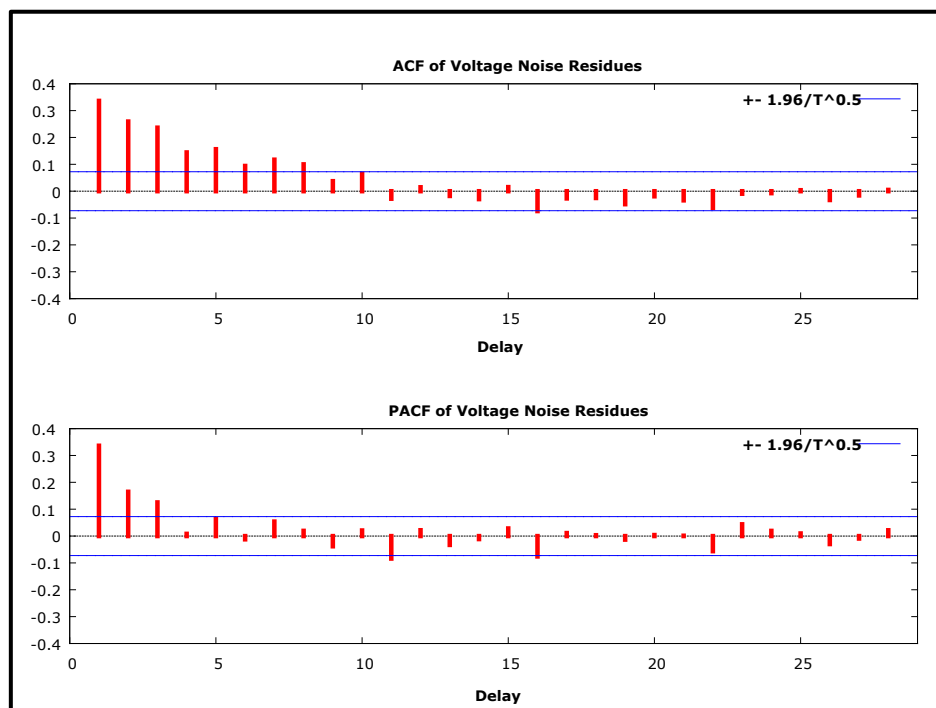 ACF of Voltage Noise Residues
+- 1.96/T^0.5
0.4
0.3
0.2
0.1
0
-0.1
-0.2
-0.3
-0.4
0 5 10 15 20 25
Delay
PACF of Voltage Noise Residues
+- 1.96/T^0.5
0.4
0.3
0.2
0.1
0
-0.1
-0.2
-0.3
-0.4
0 5 10 15 20 25
Delay